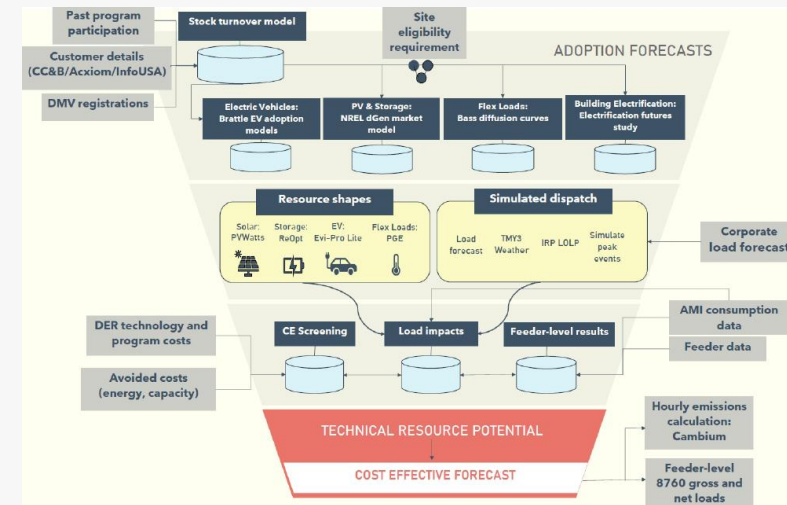 Past program
participation
Stock turnover model
Site
eligibility
requirement
ADOPTION FORECASTS
Customer details
(CC&B/Acxiom/InfoUSA)
DMV registrations
Electric Vehicles:
Brattle EV adoption
models
PV & Storage:
NREL dGen market
model
Flex Loads:
Bass diffusion curves
Building Electrification:
Electrification futures
study
Resource shapes
Simulated dispatch
Solar:
PVWatts
Storage:
ReOpt
EV:
Evi-Pro Lite
Flex Loads:
PGE
Load
forecast
TMY3
Weather
IRP LOLP
Simulate
peak
events
Corporate
load forecast
DER technology and
program costs
CE Screening
Load impacts
Feeder-level results
AMI consumption
data
Feeder data
Avoided costs
(energy, capacity)
TECHNICAL RESOURCE POTENTIAL
COST EFFECTIVE FORECAST
Hourly emissions
calculation:
Cambium
Feeder-level
8760 gross and
net loads